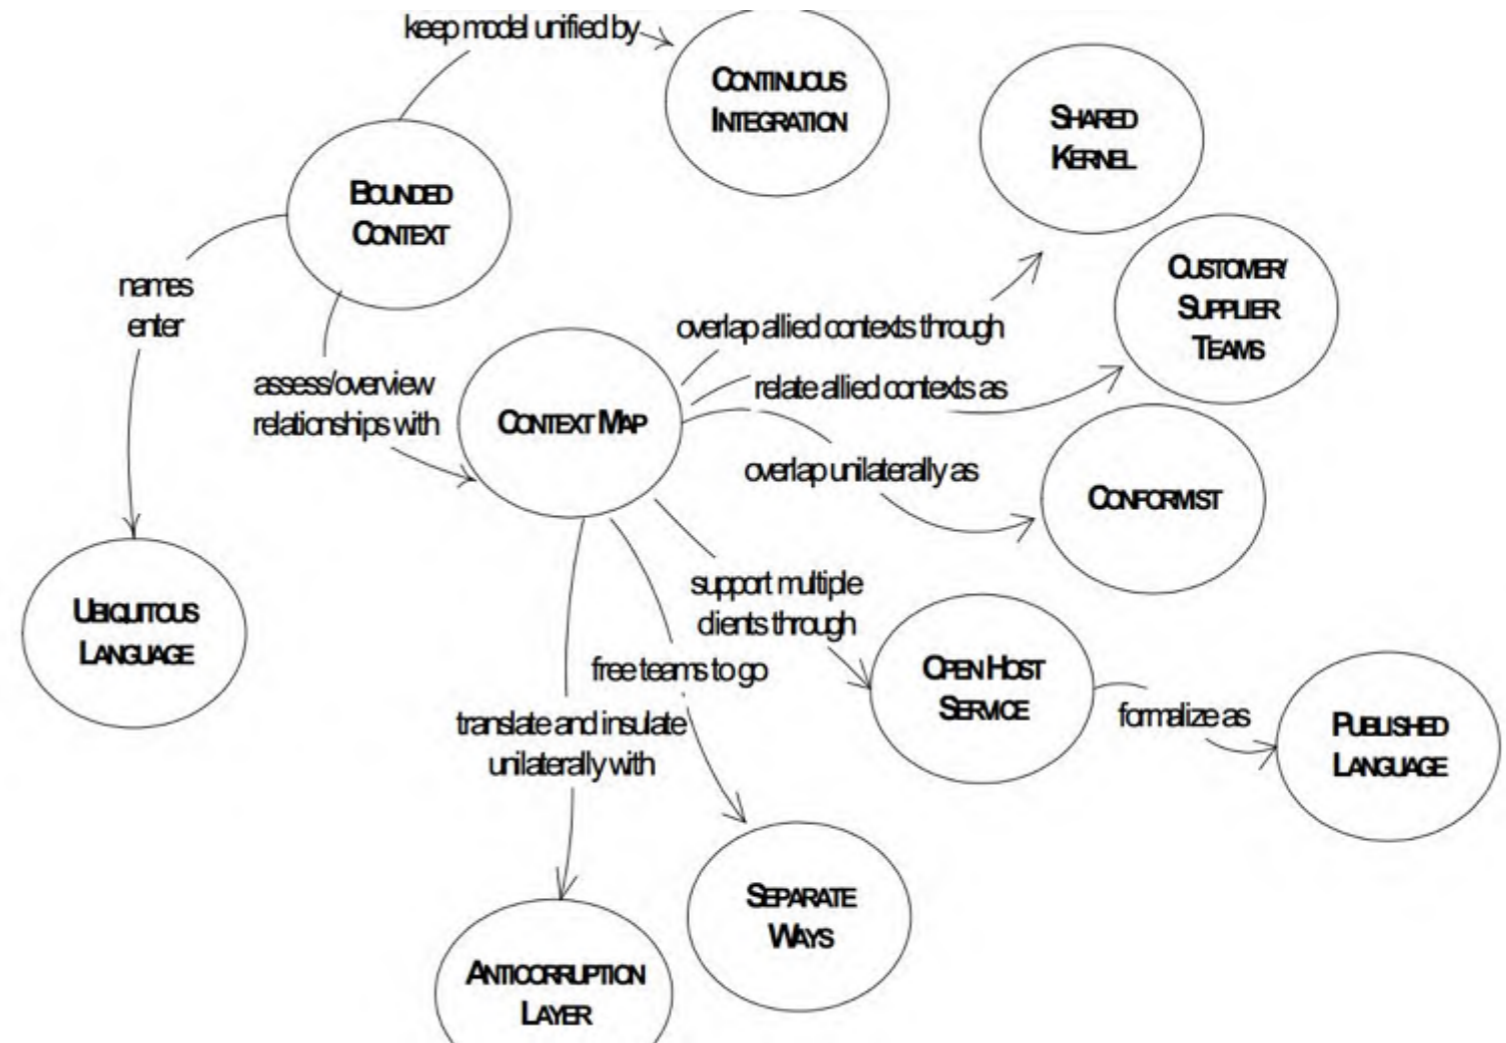 keep model unified by
CONTINUOUS
INTEGRATION
SHARED
KERNEL
BOUNDED
CONTEXT
names
enter
CUSTOMER/
SUPPLIER
TEAMS
overlap allied contexts through
assess/overview
relationships with
relate allied contexts as
CONTEXT MAP
overlap unilaterally as
CONFORMIST
UBIQUITOUS
LANGUAGE
support multiple
clients through
free teams to go
OPEN HOST
SERVICE
formalize as
PUBLISHED
LANGUAGE
translate and insulate
unilaterally with
SEPARATE
WAYS
ANTICORRUPTION
LAYER